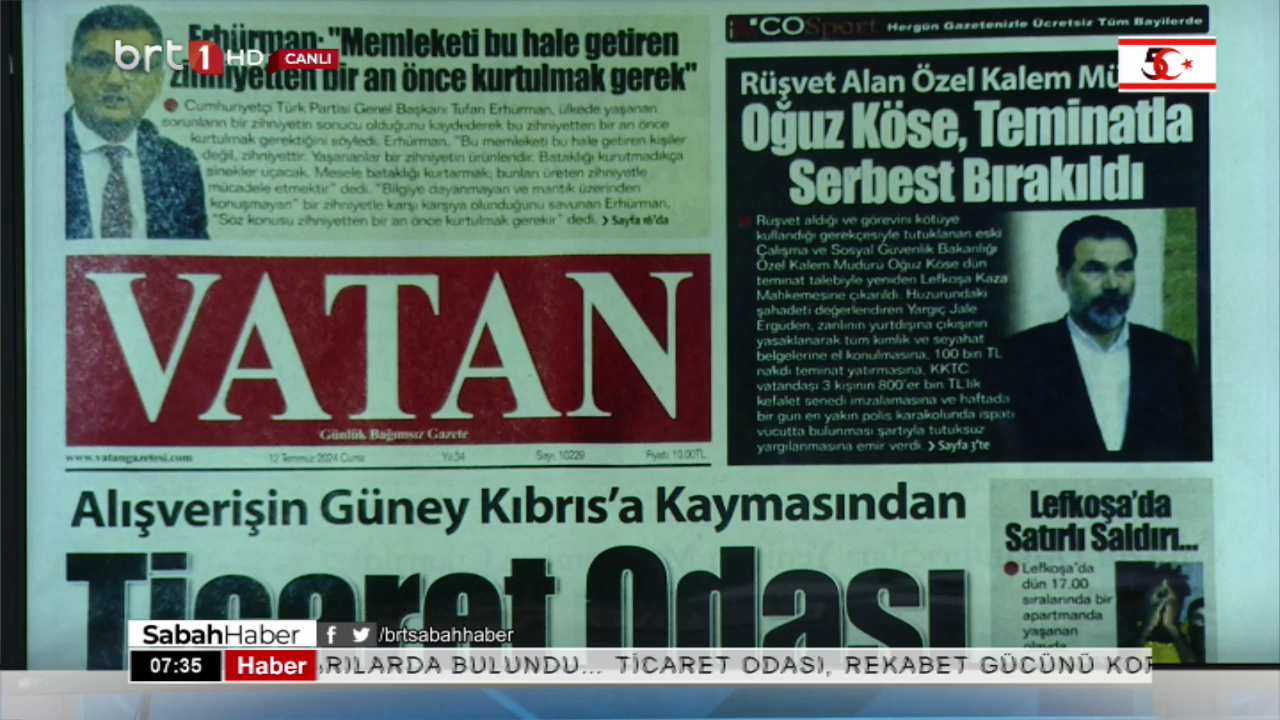 brt 1 HD CANLI
Erhürman: "Memleketi bu hale getiren
zihniyetten bir an önce kurtulmak gerek"
Cumhuriyetçi Türk Partisi Genel Başkanı Tufan Erhürman, ülkede yaşanan
sorunların bir zihniyetin sonucu olduğunu kaydederek bu zihniyetten bir an önce
kurtulmak gerektiğini söyledi. Erhürman, "Bu memleketi bu hale getiren kişiler
değil, zihniyettir. Yaşananlar bir zihniyetin ürünleridir. Bataklığı kurutmadıkça
sinekler uçacak. Mesele bataklığı kurtarmak; bunları üreten zihniyetle
mücadele etmektir" dedi. "Bilgiye dayanmayan ve mantık üzerinden
konuşmayan" bir zihniyetle karşı karşıya olunduğunu savunan Erhürman,
"Söz konusu zihniyetten bir an önce kurtulmak gerekir" dedi. ❯ Sayfa 16'da
COSport Hergün Gazetenizle Ücretsiz Tüm Bayilerde
Rüşvet Alan Özel Kalem Mü
Oğuz Köse, Teminatla
Serbest Bırakıldı
Rüşvet aldığı ve görevini kötüye
kullandığı gerekçesiyle tutuklanan eski
Çalışma ve Sosyal Güvenlik Bakanlığı
Özel Kalem Müdürü Oğuz Köse dün
teminat talebiyle yeniden Lefkoşa Kaza
Mahkemesine çıkarıldı. Huzurundaki
şahadeti değerlendiren Yargıç Jale
Ergüden, zanlının yurtdışına çıkışının
yasaklanarak tüm kimlik ve seyahat
belgelerine el konulmasına, 100 bin TL
nakdi teminat yatırmasına, KKTC
vatandaşı 3 kişinin 800'er bin TL'lik
kefalet senedi imzalamasına ve haftada
bir gün en yakın polis karakolunda ispatı
vücutta bulunması şartıyla tutuksuz
yargılanmasına emir verdi. ❯ Sayfa 3'te
VATAN
Günlük Bağımsız Gazete
www.vatangazetesi.com 12 Temmuz 2024 Cuma Yıl:34 Sayı: 10229 Fiyatı: 10.00TL.
Alışverişin Güney Kıbrıs'a Kaymasından
Ticaret Odası
Lefkoşa'da
Satırlı Saldırı...
Lefkoşa'da
dün 17.00
sıralarında bir
apartmanda
yaşanan
SabahHaber /brtsabahhaber
07:35 Haber ARILARDA BULUNDU... TİCARET ODASI, REKABET GÜCÜNÜ KOR